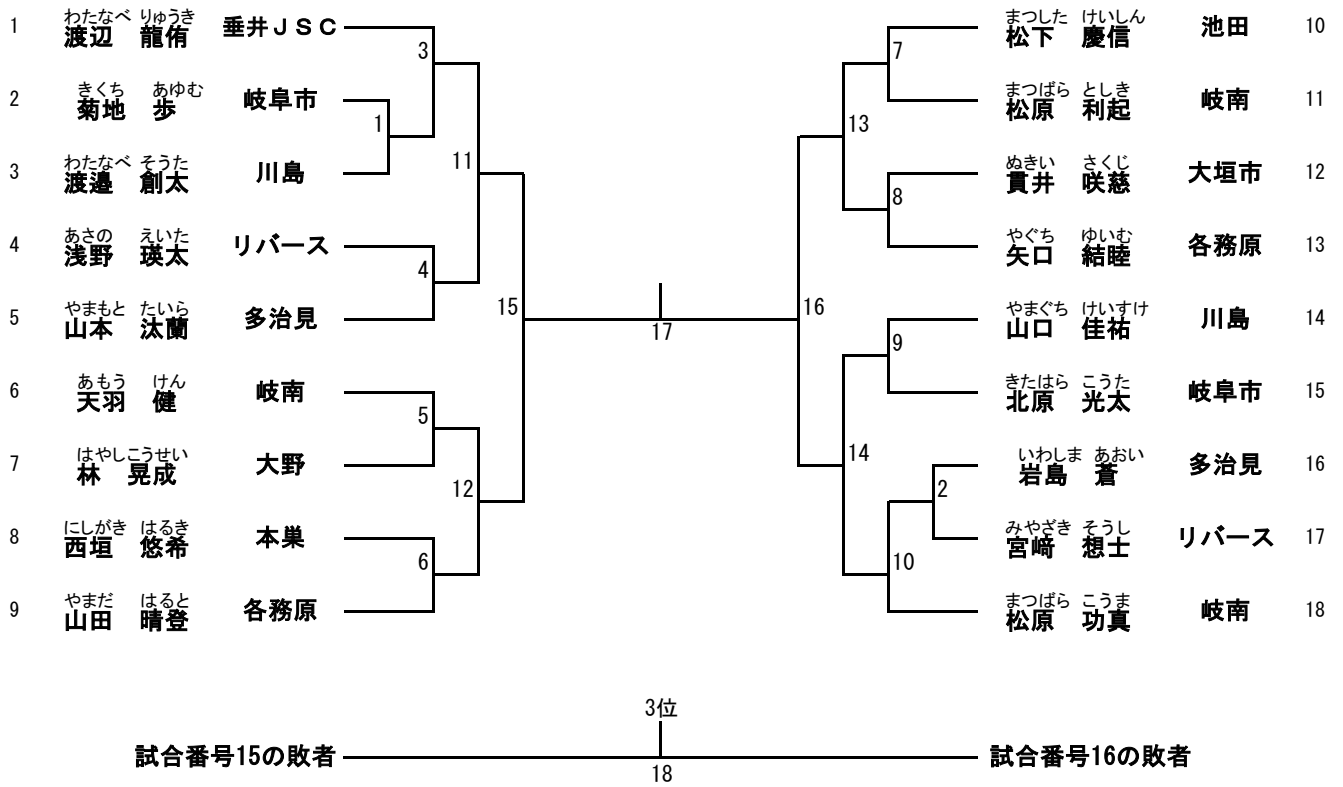 わたなべ りゅうき
1 渡辺 龍侑 垂井ＪＳＣ
きくち あゆむ
2 菊地 歩 岐阜市
わたなべ そうた
3 渡邉 創太 川島
あさの えいた
4 浅野 瑛太 リバース
やまもと たいら
5 山本 汰蘭 多治見
あもう けん
6 天羽 健 岐南
はやしこうせい
7 林 晃成 大野
にしがき はるき
8 西垣 悠希 本巣
やまだ はると
9 山田 晴登 各務原
3
1
11
4
15
5
12
6
17
まつした けいしん
松下 慶信 池田 10
まつばら としき
松原 利起 岐南 11
ぬきい さくじ
貫井 咲慈 大垣市 12
やぐち ゆいむ
矢口 結睦 各務原 13
やまぐち けいすけ
山口 佳祐 川島 14
きたはら こうた
北原 光太 岐阜市 15
いわしま あおい
岩島 蒼 多治見 16
みやざき そうし
宮﨑 想士 リバース 17
まつばら こうま
松原 功真 岐南 18
7
13
8
16
9
14
2
10
3位
試合番号15の敗者 試合番号16の敗者
18